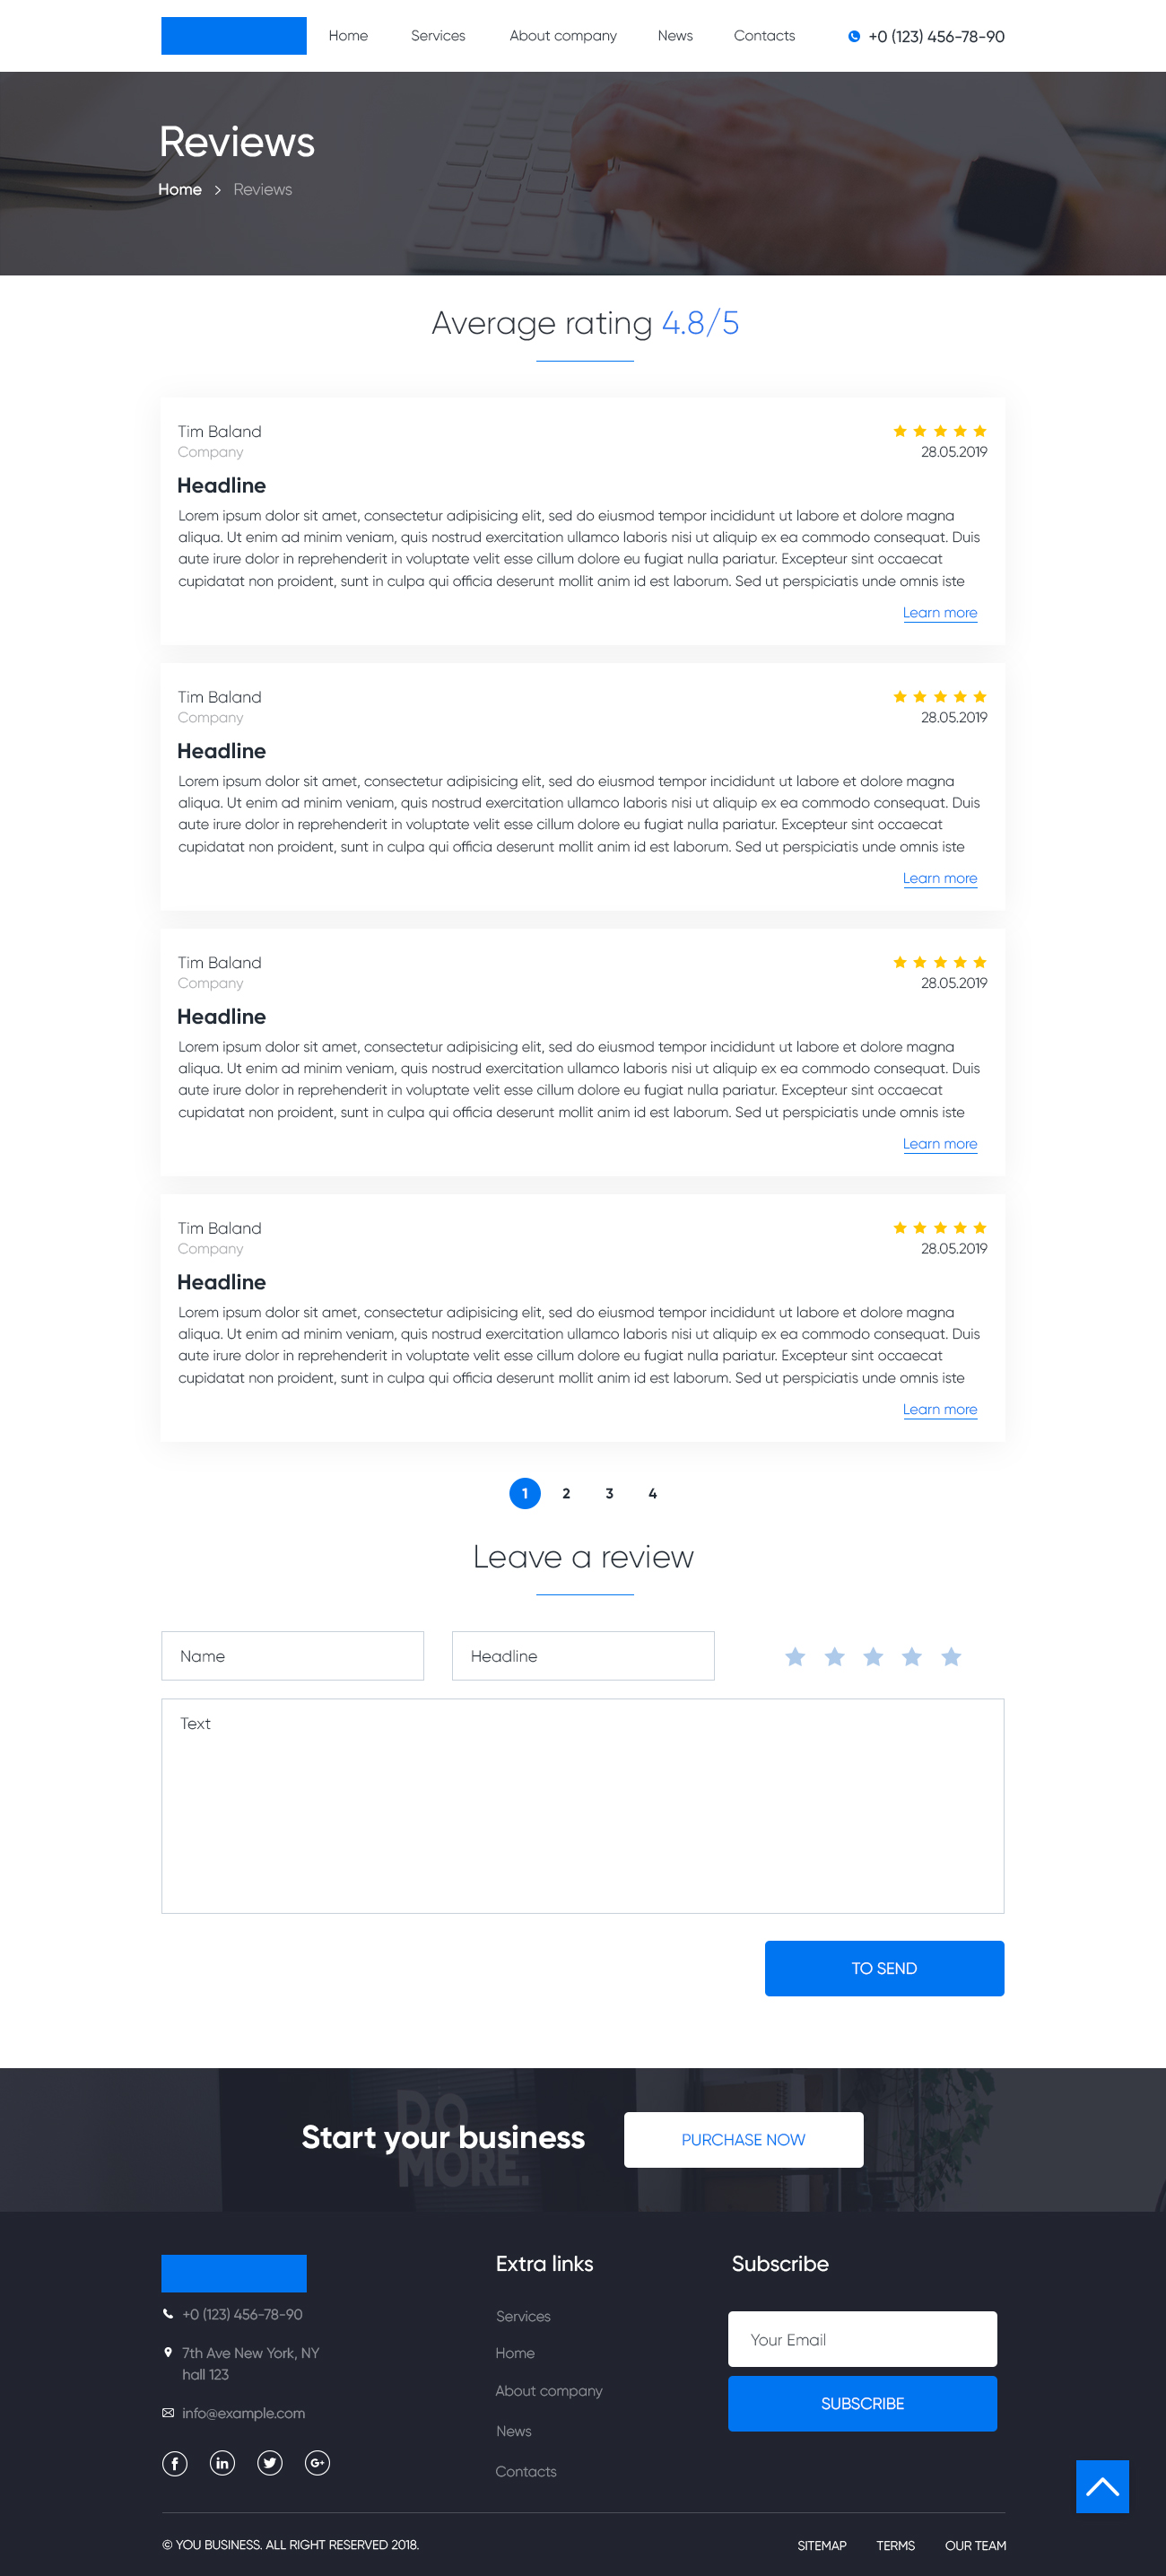 Home Services About company News Contacts +0 (123) 456-78-90
Reviews
Home > Reviews
Average rating 4.8/5
Tim Baland
Company 28.05.2019
Headline
Lorem ipsum dolor sit amet, consectetur adipisicing elit, sed do eiusmod tempor incididunt ut labore et dolore magna
aliqua. Ut enim ad minim veniam, quis nostrud exercitation ullamco laboris nisi ut aliquip ex ea commodo consequat. Duis
aute irure dolor in reprehenderit in voluptate velit esse cillum dolore eu fugiat nulla pariatur. Excepteur sint occaecat
cupidatat non proident, sunt in culpa qui officia deserunt mollit anim id est laborum. Sed ut perspiciatis unde omnis iste
Learn more
Tim Baland
Company 28.05.2019
Headline
Lorem ipsum dolor sit amet, consectetur adipisicing elit, sed do eiusmod tempor incididunt ut labore et dolore magna
aliqua. Ut enim ad minim veniam, quis nostrud exercitation ullamco laboris nisi ut aliquip ex ea commodo consequat. Duis
aute irure dolor in reprehenderit in voluptate velit esse cillum dolore eu fugiat nulla pariatur. Excepteur sint occaecat
cupidatat non proident, sunt in culpa qui officia deserunt mollit anim id est laborum. Sed ut perspiciatis unde omnis iste
Learn more
Tim Baland
Company 28.05.2019
Headline
Lorem ipsum dolor sit amet, consectetur adipisicing elit, sed do eiusmod tempor incididunt ut labore et dolore magna
aliqua. Ut enim ad minim veniam, quis nostrud exercitation ullamco laboris nisi ut aliquip ex ea commodo consequat. Duis
aute irure dolor in reprehenderit in voluptate velit esse cillum dolore eu fugiat nulla pariatur. Excepteur sint occaecat
cupidatat non proident, sunt in culpa qui officia deserunt mollit anim id est laborum. Sed ut perspiciatis unde omnis iste
Learn more
Tim Baland
Company 28.05.2019
Headline
Lorem ipsum dolor sit amet, consectetur adipisicing elit, sed do eiusmod tempor incididunt ut labore et dolore magna
aliqua. Ut enim ad minim veniam, quis nostrud exercitation ullamco laboris nisi ut aliquip ex ea commodo consequat. Duis
aute irure dolor in reprehenderit in voluptate velit esse cillum dolore eu fugiat nulla pariatur. Excepteur sint occaecat
cupidatat non proident, sunt in culpa qui officia deserunt mollit anim id est laborum. Sed ut perspiciatis unde omnis iste
Learn more
1 2 3 4
Leave a review
Name Headline
Text
TO SEND
DO
MORE.
Start your business PURCHASE NOW
+0 (123) 456-78-90
7th Ave New York, NY
hall 123
info@example.com
Extra links
Services
Home
About company
News
Contacts
Subscribe
Your Email
SUBSCRIBE
© YOU BUSINESS. ALL RIGHT RESERVED 2018. SITEMAP TERMS OUR TEAM